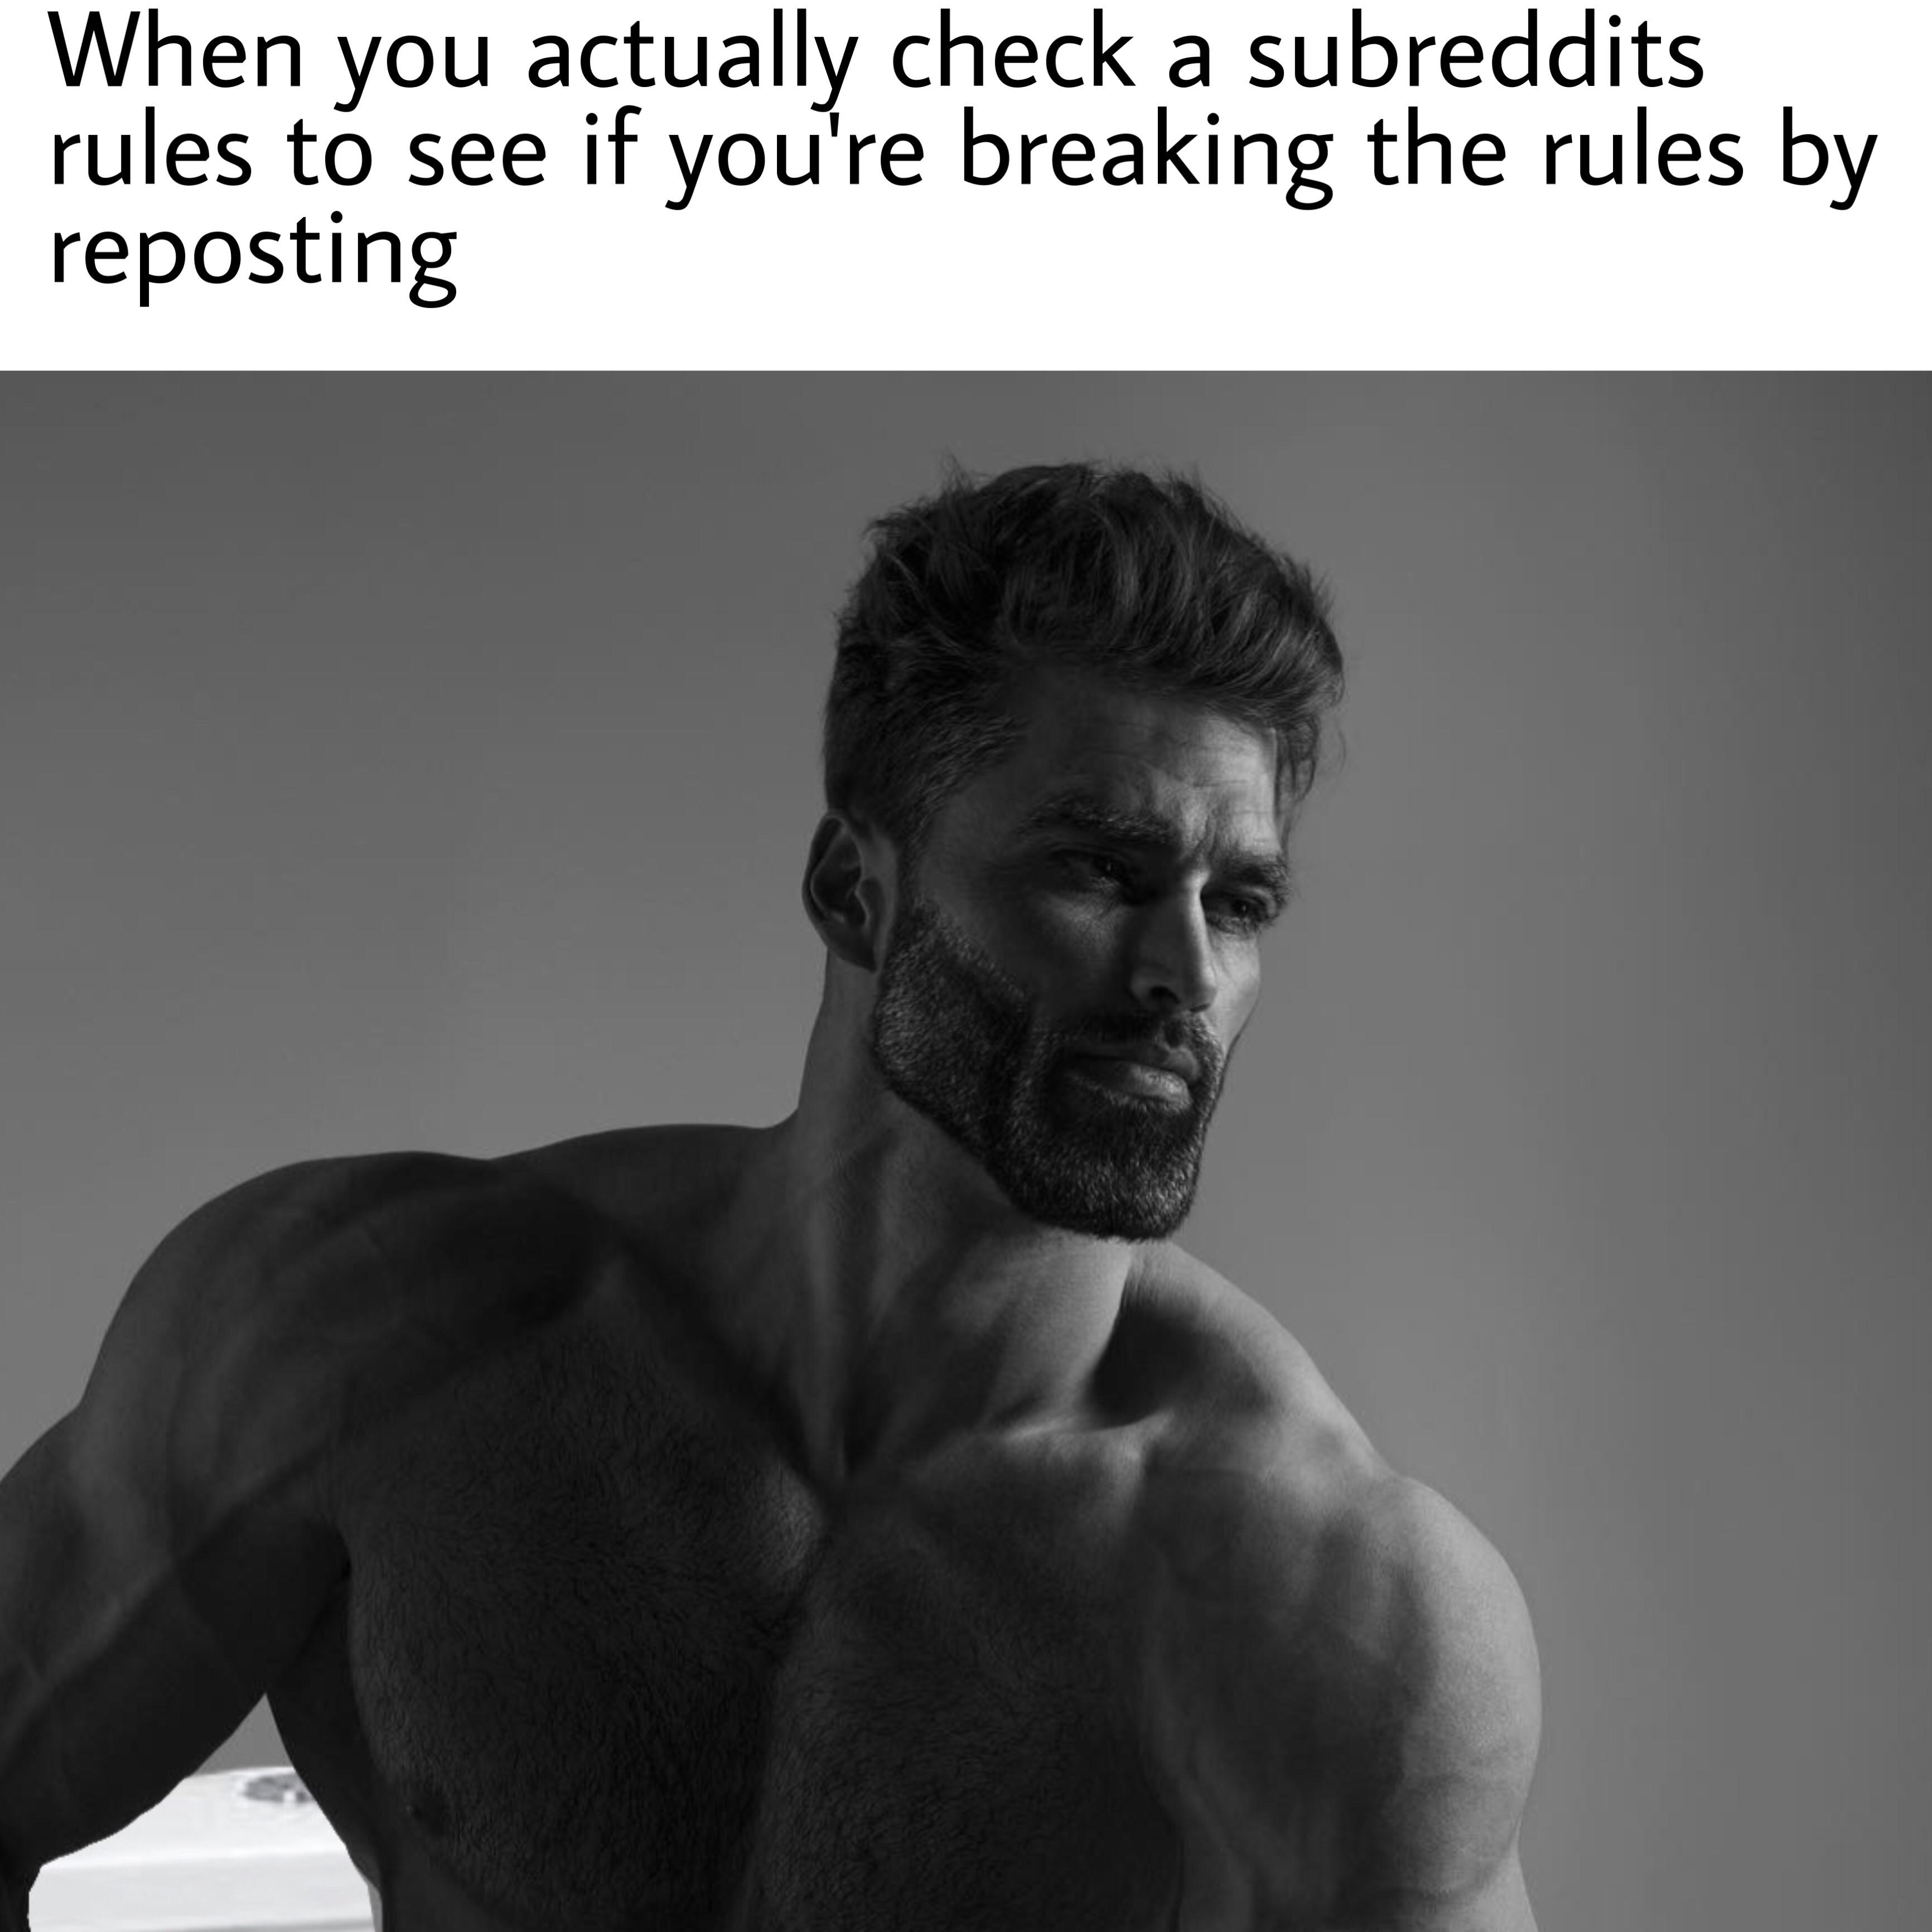 When you actually check a subreddits
rules to see if you're breaking the rules by
reposting